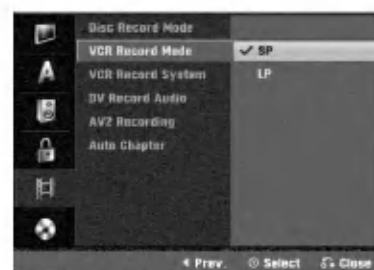 Disc Record Mode
VCR Record Mode ✓ SP
VCR Record System LP
DV Record Audio
AV2 Recording
Auto Chapter
Prev. Select Close